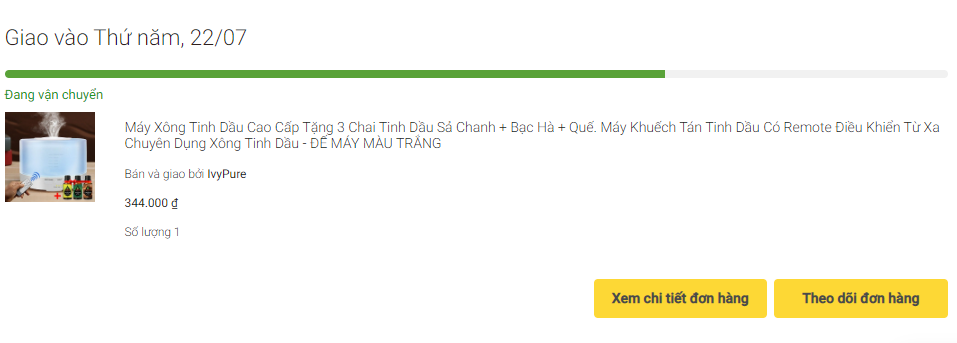 Giao vào Thứ năm, 22/07
Đang vận chuyển
Máy Xông Tinh Dầu Cao Cấp Tặng 3 Chai Tinh Dầu Sả Chanh + Bạc Hà + Quế. Máy Khuếch Tán Tinh Dầu Có Remote Điều Khiển Từ Xa
Chuyên Dụng Xông Tinh Dầu - ĐẾ MÁY MÀU TRẮNG
Bán và giao bởi IvyPure
344.000 ₫
Số lượng 1
Xem chi tiết đơn hàng
Theo dõi đơn hàng